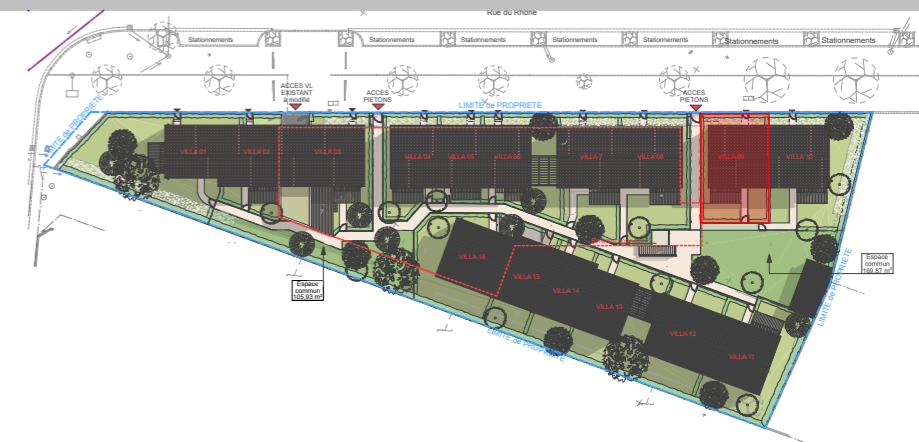 Rue du Rhône
Stationnements
Stationnements
Stationnements
Stationnements
Stationnements
Stationnements
Stationnements
ACCES VL
EXISTANT
à modifié
ACCES
PIETONS
ACCES
PIETONS
LIMITE de PROPRIETE
LIMITE de PROPRIETE
VILLA 01
VILLA 02
VILLA 03
VILLA 04
VILLA 05
VILLA 06
VILLA 7
VILLA 08
VILLA 09
VILLA 10
VILLA 16
VILLA 15
VILLA 14
VILLA 13
VILLA 12
VILLA 11
Espace
commun
105,93 m²
Espace
commun
169,87 m²
LIMITE de PROPRIETE
LIMITE de PROPRIETE